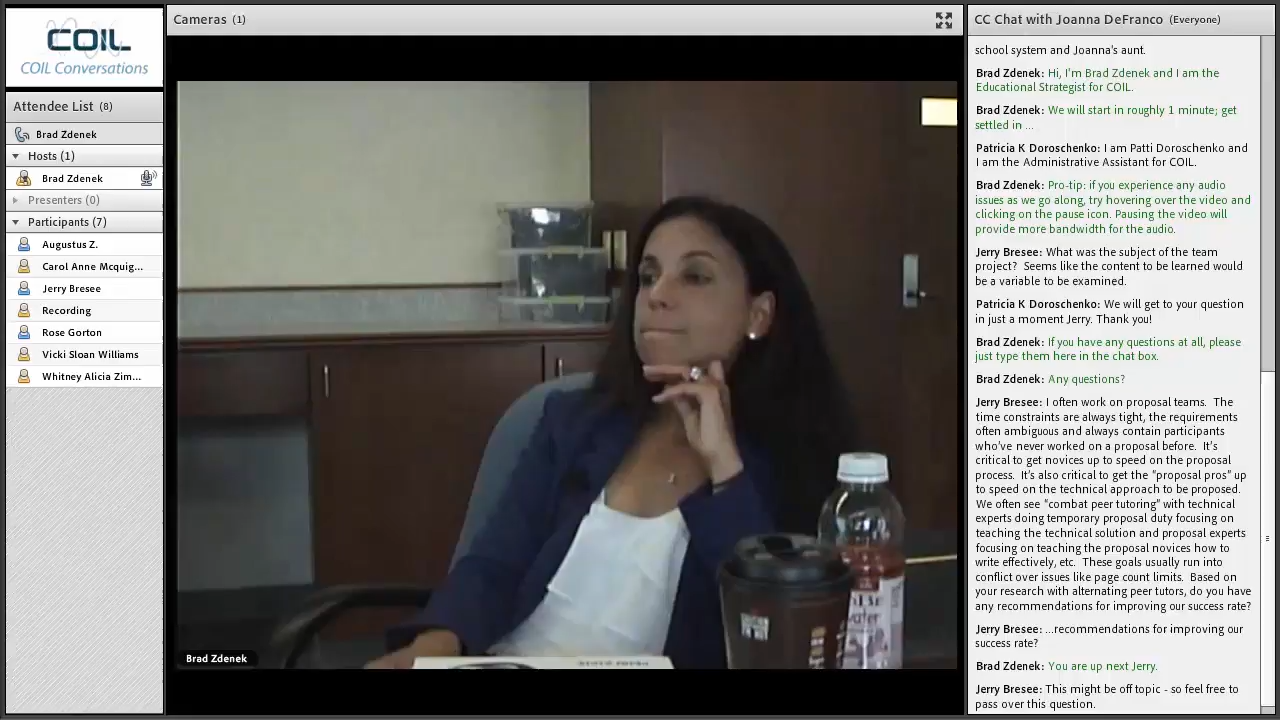 COIL
COIL Conversations
Attendee List (8)
Brad Zdenek
Hosts (1)
Brad Zdenek
Presenters (0)
Participants (7)
Augustus Z.
Carol Anne Mcquig...
Jerry Bresee
Recording
Rose Gorton
Vicki Sloan Williams
Whitney Alicia Zim...
Cameras (1)
Brad Zdenek
CC Chat with Joanna DeFranco (Everyone)
school system and Joanna's aunt.
Brad Zdenek: Hi, I'm Brad Zdenek and I am the
Educational Strategist for COIL.
Brad Zdenek: We will start in roughly 1 minute; get
settled in ...
Patricia K Doroschenko: I am Patti Doroschenko and
I am the Administrative Assistant for COIL.
Brad Zdenek: Pro-tip: if you experience any audio
issues as we go along, try hovering over the video and
clicking on the pause icon. Pausing the video will
provide more bandwidth for the audio.
Jerry Bresee: What was the subject of the team
project? Seems like the content to be learned would
be a variable to be examined.
Patricia K Doroschenko: We will get to your question
in just a moment Jerry. Thank you!
Brad Zdenek: If you have any questions at all, please
just type them here in the chat box.
Brad Zdenek: Any questions?
Jerry Bresee: I often work on proposal teams. The
time constraints are always tight, the requirements
often ambiguous and always contain participants
who've never worked on a proposal before. It's
critical to get novices up to speed on the proposal
process. It's also critical to get the "proposal pros" up
to speed on the technical approach to be proposed.
We often see "combat peer tutoring" with technical
experts doing temporary proposal duty focusing on
teaching the technical solution and proposal experts
focusing on teaching the proposal novices how to
write effectively, etc. These goals usually run into
conflict over issues like page count limits. Based on
your research with alternating peer tutors, do you have
any recommendations for improving our success rate?
Jerry Bresee: ...recommendations for improving our
success rate?
Brad Zdenek: You are up next Jerry.
Jerry Bresee: This might be off topic - so feel free to
pass over this question.